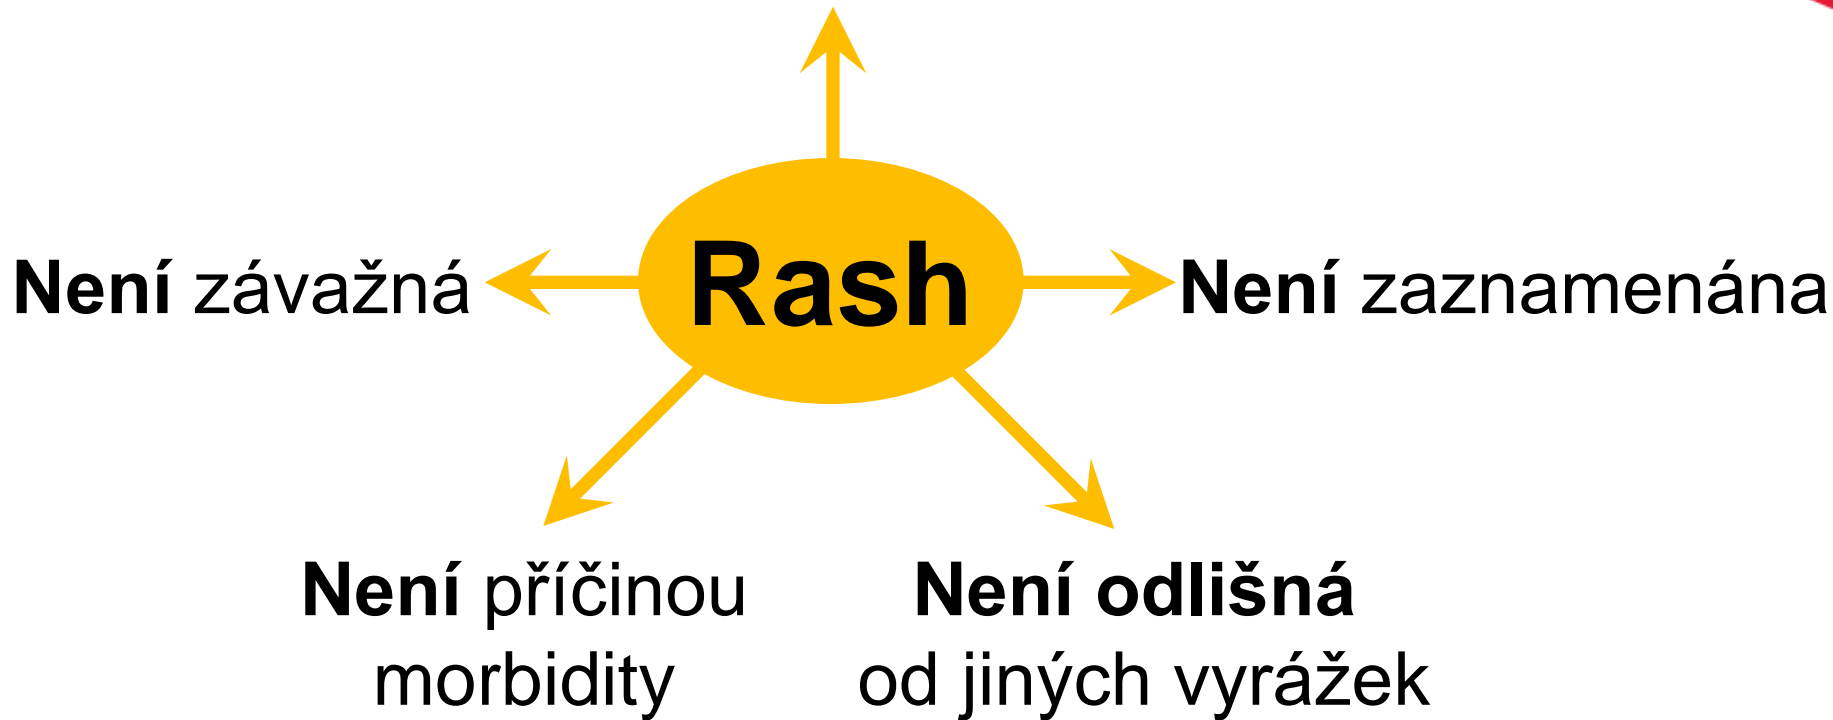 Rash
Není závažná
Není zaznamenána
Není příčinou
morbidity
Není odlišná
od jiných vyrážek